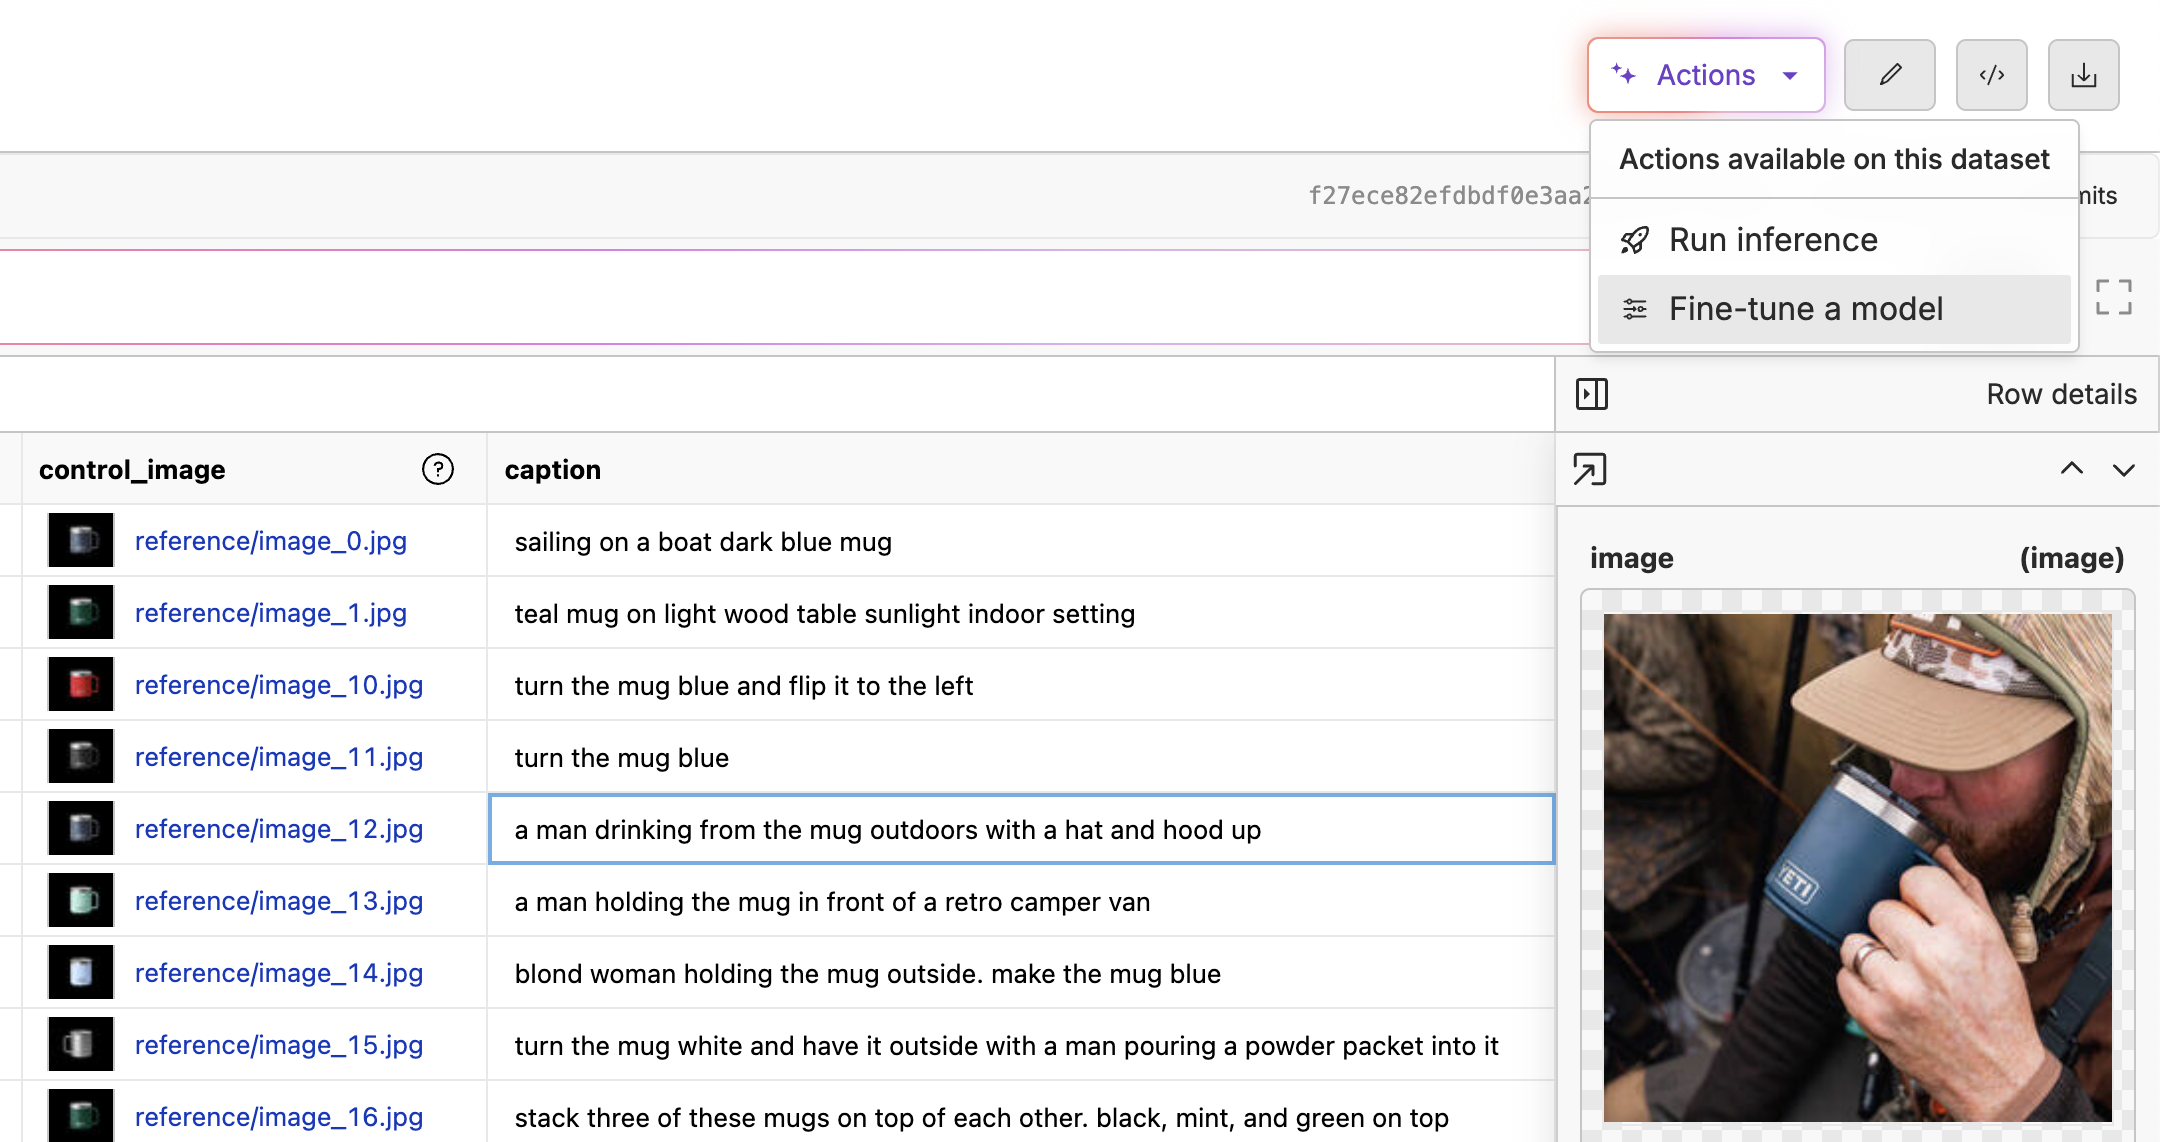 Actions
Actions available on this dataset
f27ece82efdbdf0e3aa
mits
Run inference
Fine-tune a model
Row details
control_image ? caption
reference/image_0.jpg sailing on a boat dark blue mug
reference/image_1.jpg teal mug on light wood table sunlight indoor setting
reference/image_10.jpg turn the mug blue and flip it to the left
reference/image_11.jpg turn the mug blue
reference/image_12.jpg a man drinking from the mug outdoors with a hat and hood up
reference/image_13.jpg a man holding the mug in front of a retro camper van
reference/image_14.jpg blond woman holding the mug outside. make the mug blue
reference/image_15.jpg turn the mug white and have it outside with a man pouring a powder packet into it
reference/image_16.jpg stack three of these mugs on top of each other. black, mint, and green on top
image (image)
YETI